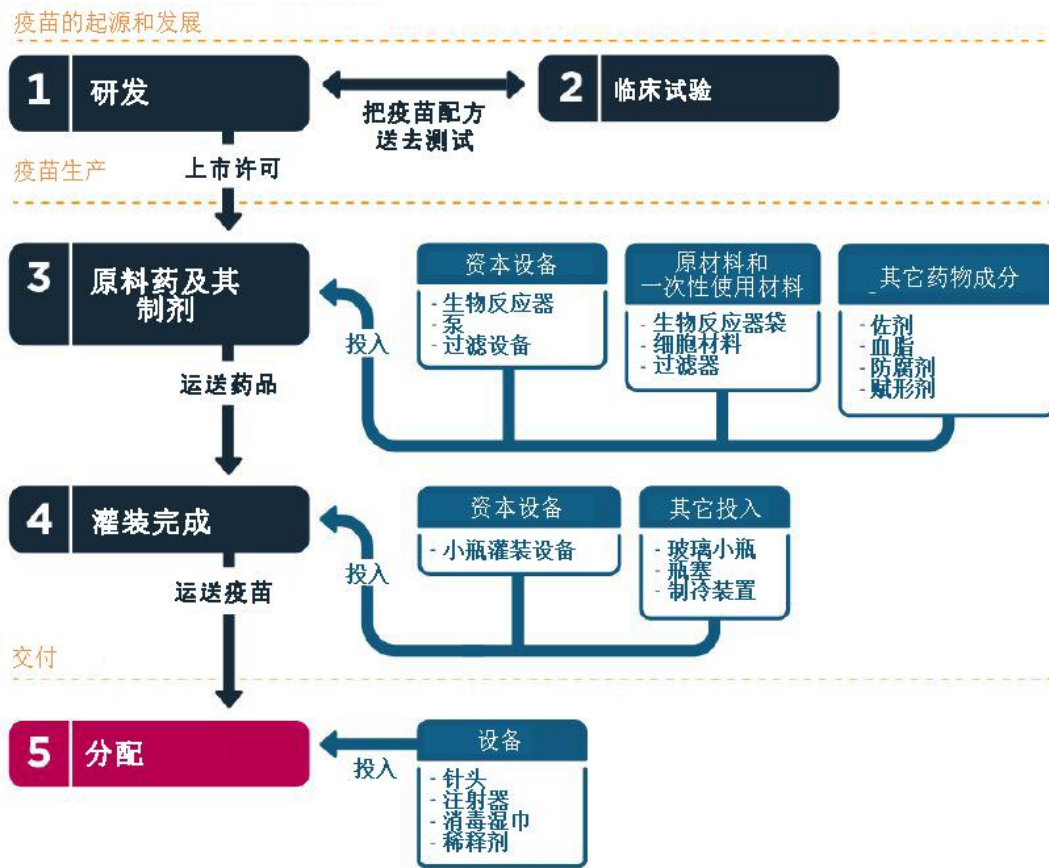 疫苗的起源和发展
1 研发
2 临床试验
把疫苗配方
送去测试
上市许可
疫苗生产
3 原料药及其
制剂
投入
资本设备
- 生物反应器
- 泵
- 过滤设备
原材料和
一次性使用材料
- 生物反应器袋
- 细胞材料
- 过滤器
_其它药物成分
- 佐剂
- 血脂
- 防腐剂
- 赋形剂
运送药品
4 灌装完成
投入
资本设备
- 小瓶灌装设备
其它投入
- 玻璃小瓶
- 瓶塞
- 制冷装置
运送疫苗
交付
5 分配
投入
设备
- 针头
- 注射器
- 消毒湿巾
- 稀释剂